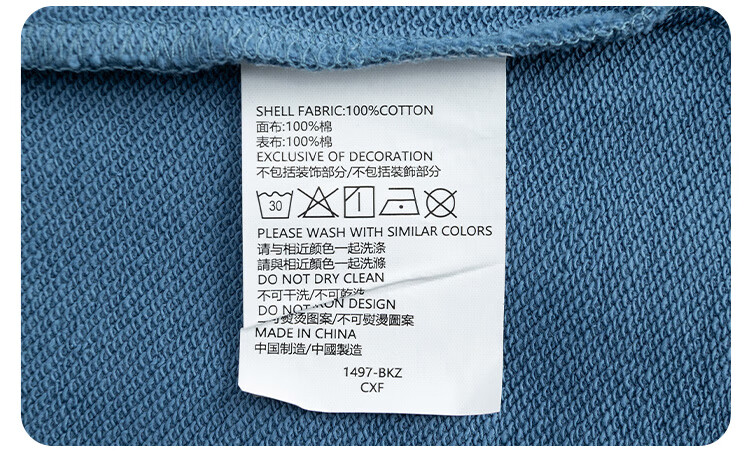 SHELL FABRIC:100%COTTON
面布:100%棉
表布:100%棉
EXCLUSIVE OF DECORATION
不包括装饰部分/不包括裝飾部分
30
PLEASE WASH WITH SIMILAR COLORS
请与相近颜色一起洗涤
請與相近顏色一起洗滌
DO NOT DRY CLEAN
不可干洗/不可乾洗
DO NOT IRON DESIGN
不可熨烫图案/不可熨燙圖案
MADE IN CHINA
中国制造/中國製造
1497-BKZ
CXF